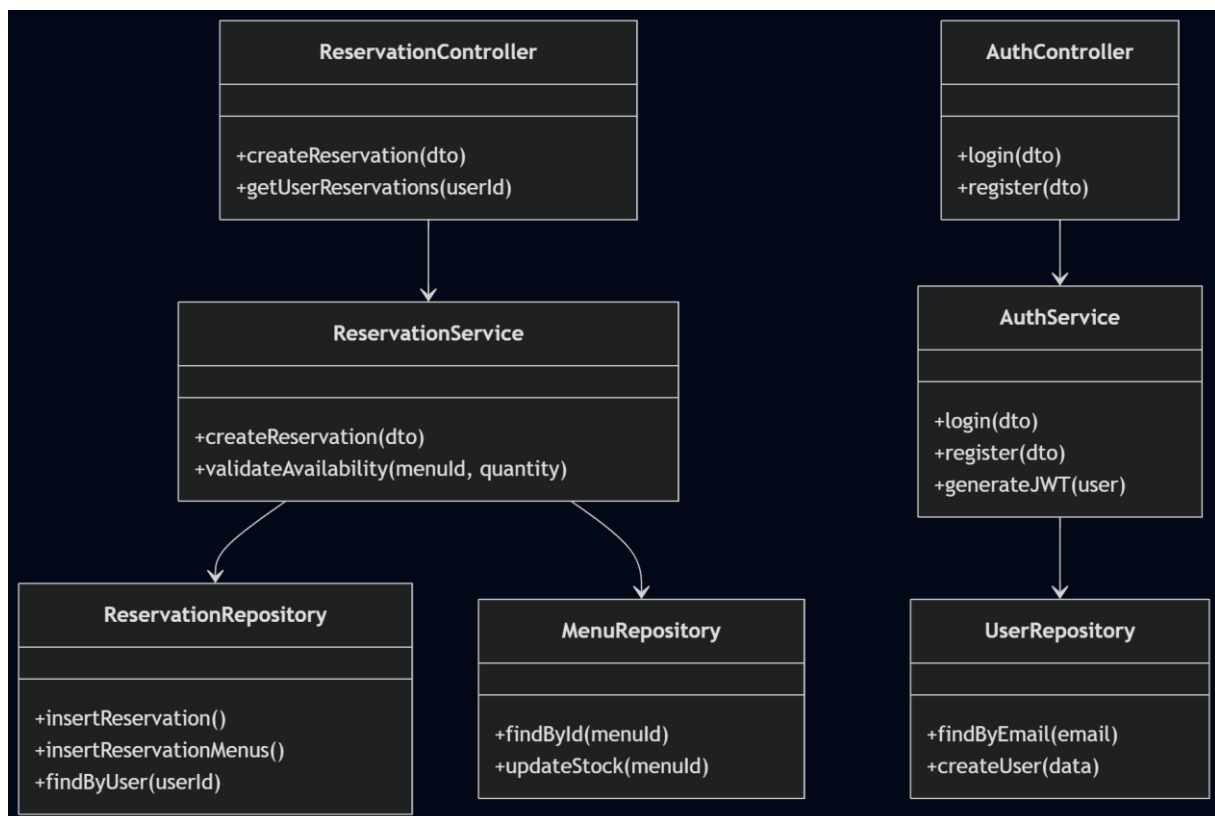 ReservationController
+createReservation(dto)
+getUserReservations(userId)
AuthController
+login(dto)
+register(dto)
ReservationService
+createReservation(dto)
+validateAvailability(menuId, quantity)
AuthService
+login(dto)
+register(dto)
+generateJWT(user)
ReservationRepository
+insertReservation()
+insertReservationMenus()
+findByUser(userId)
MenuRepository
+findById(menuId)
+updateStock(menuId)
UserRepository
+findByEmail(email)
+createUser(data)